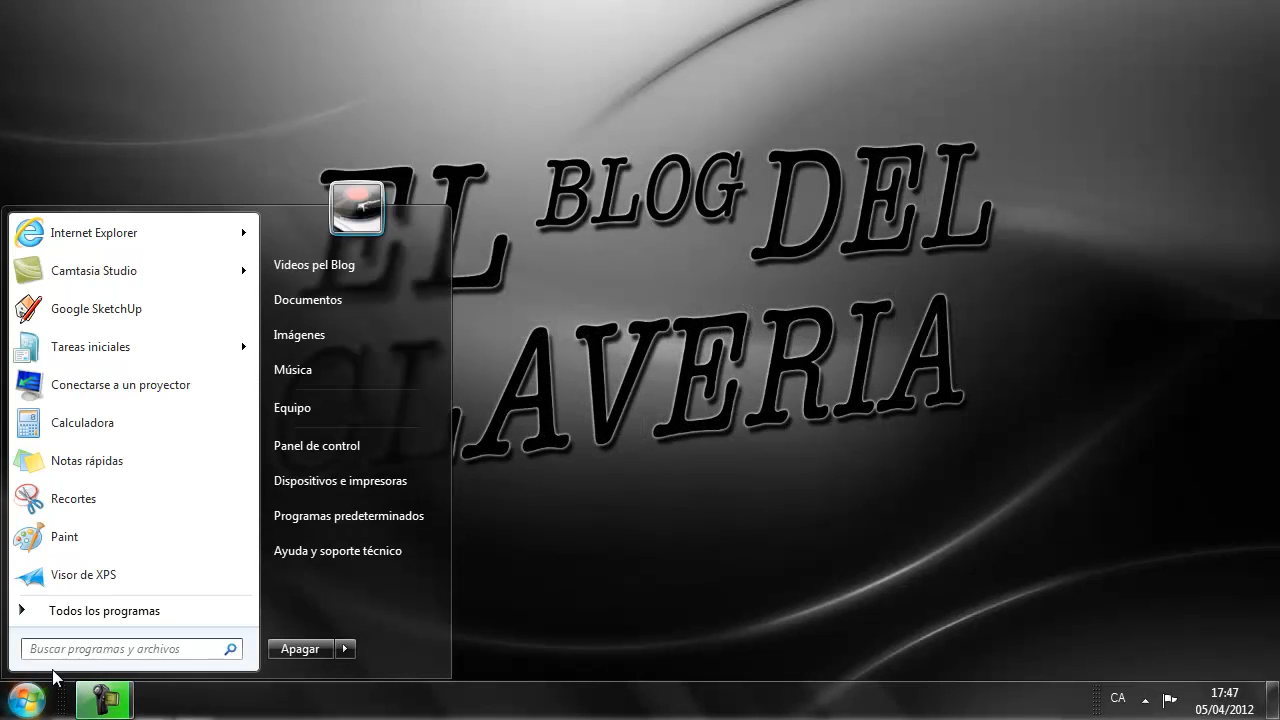 EL BLOG DEL
CLAVERIA
Internet Explorer
Camtasia Studio
Google SketchUp
Tareas iniciales
Conectarse a un proyector
Calculadora
Notas rápidas
Recortes
Paint
Visor de XPS
Todos los programas
Buscar programas y archivos
Videos pel Blog
Documentos
Imágenes
Música
Equipo
Panel de control
Dispositivos e impresoras
Programas predeterminados
Ayuda y soporte técnico
Apagar
CA
17:47
05/04/2012